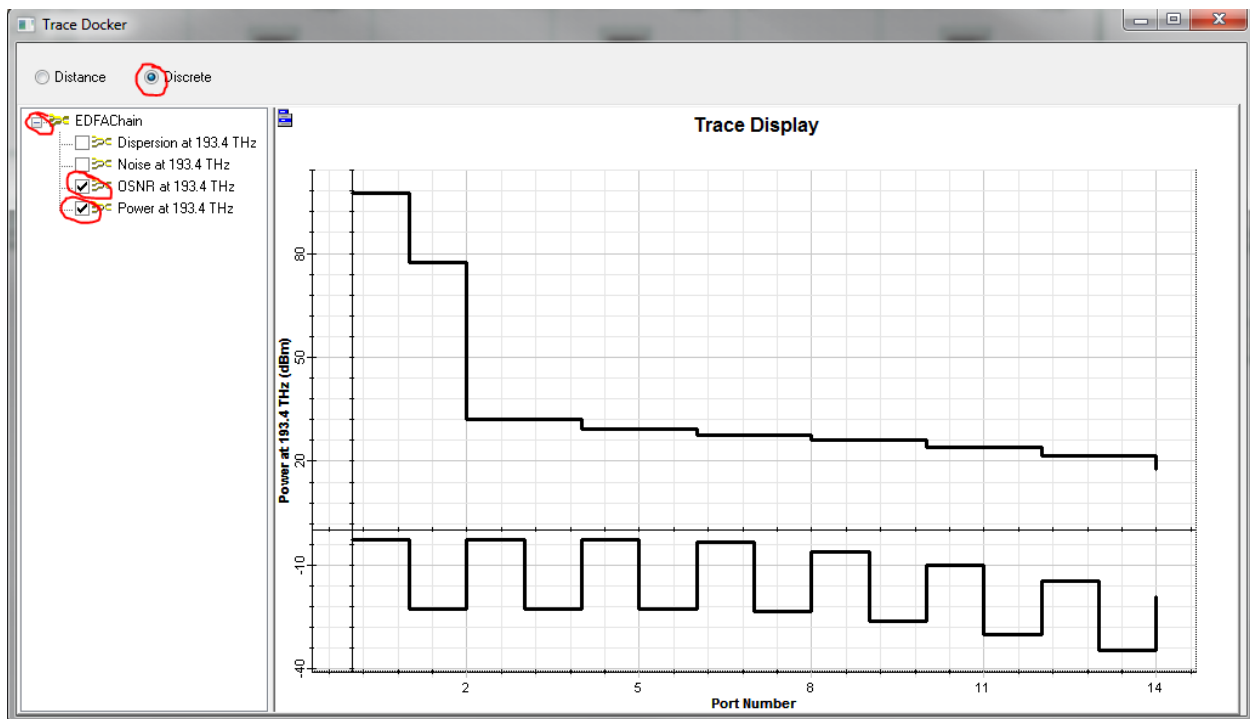 Trace Docker
Distance
Discrete
EDFAChain
Dispersion at 193.4 THz
Noise at 193.4 THz
OSNR at 193.4 THz
Power at 193.4 THz
Trace Display
Power at 193.4 THz (dBm)
80
50
20
-10
-40
2 5 8 11 14
Port Number